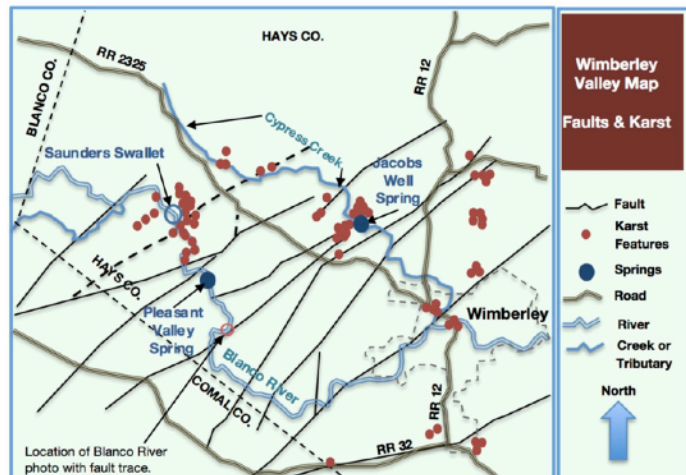 HAYS CO.
RR 2325
RR 12
BLANCO CO.
Cypress Creek
Saunders Swallet
Jacobs
Well
Spring
HAYS CO.
Pleasant
Valley
Spring
Wimberley
Blanco River
COMAL CO.
RR 12
RR 32
Location of Blanco River
photo with fault trace.
Wimberley
Valley Map
Faults & Karst
Fault
Karst
Features
Springs
Road
River
Creek or
Tributary
North